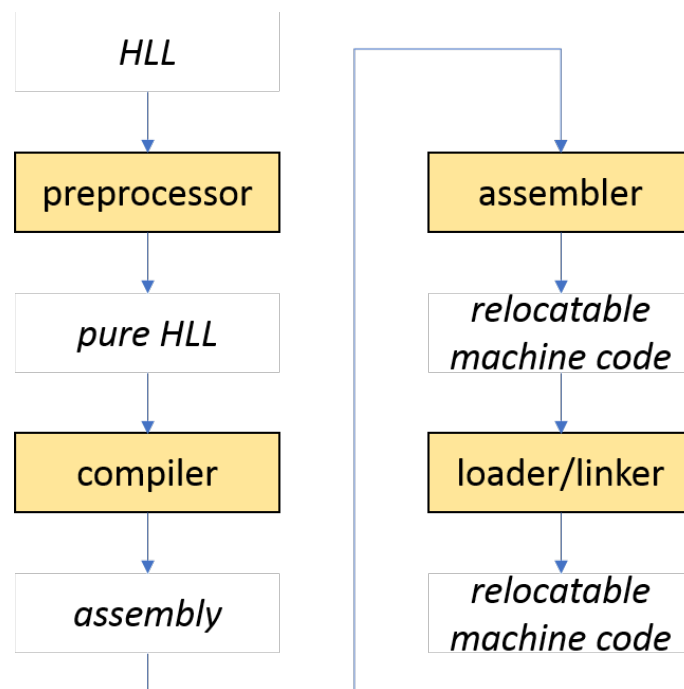 HLL
preprocessor
pure HLL
compiler
assembly
assembler
relocatable
machine code
loader/linker
relocatable
machine code